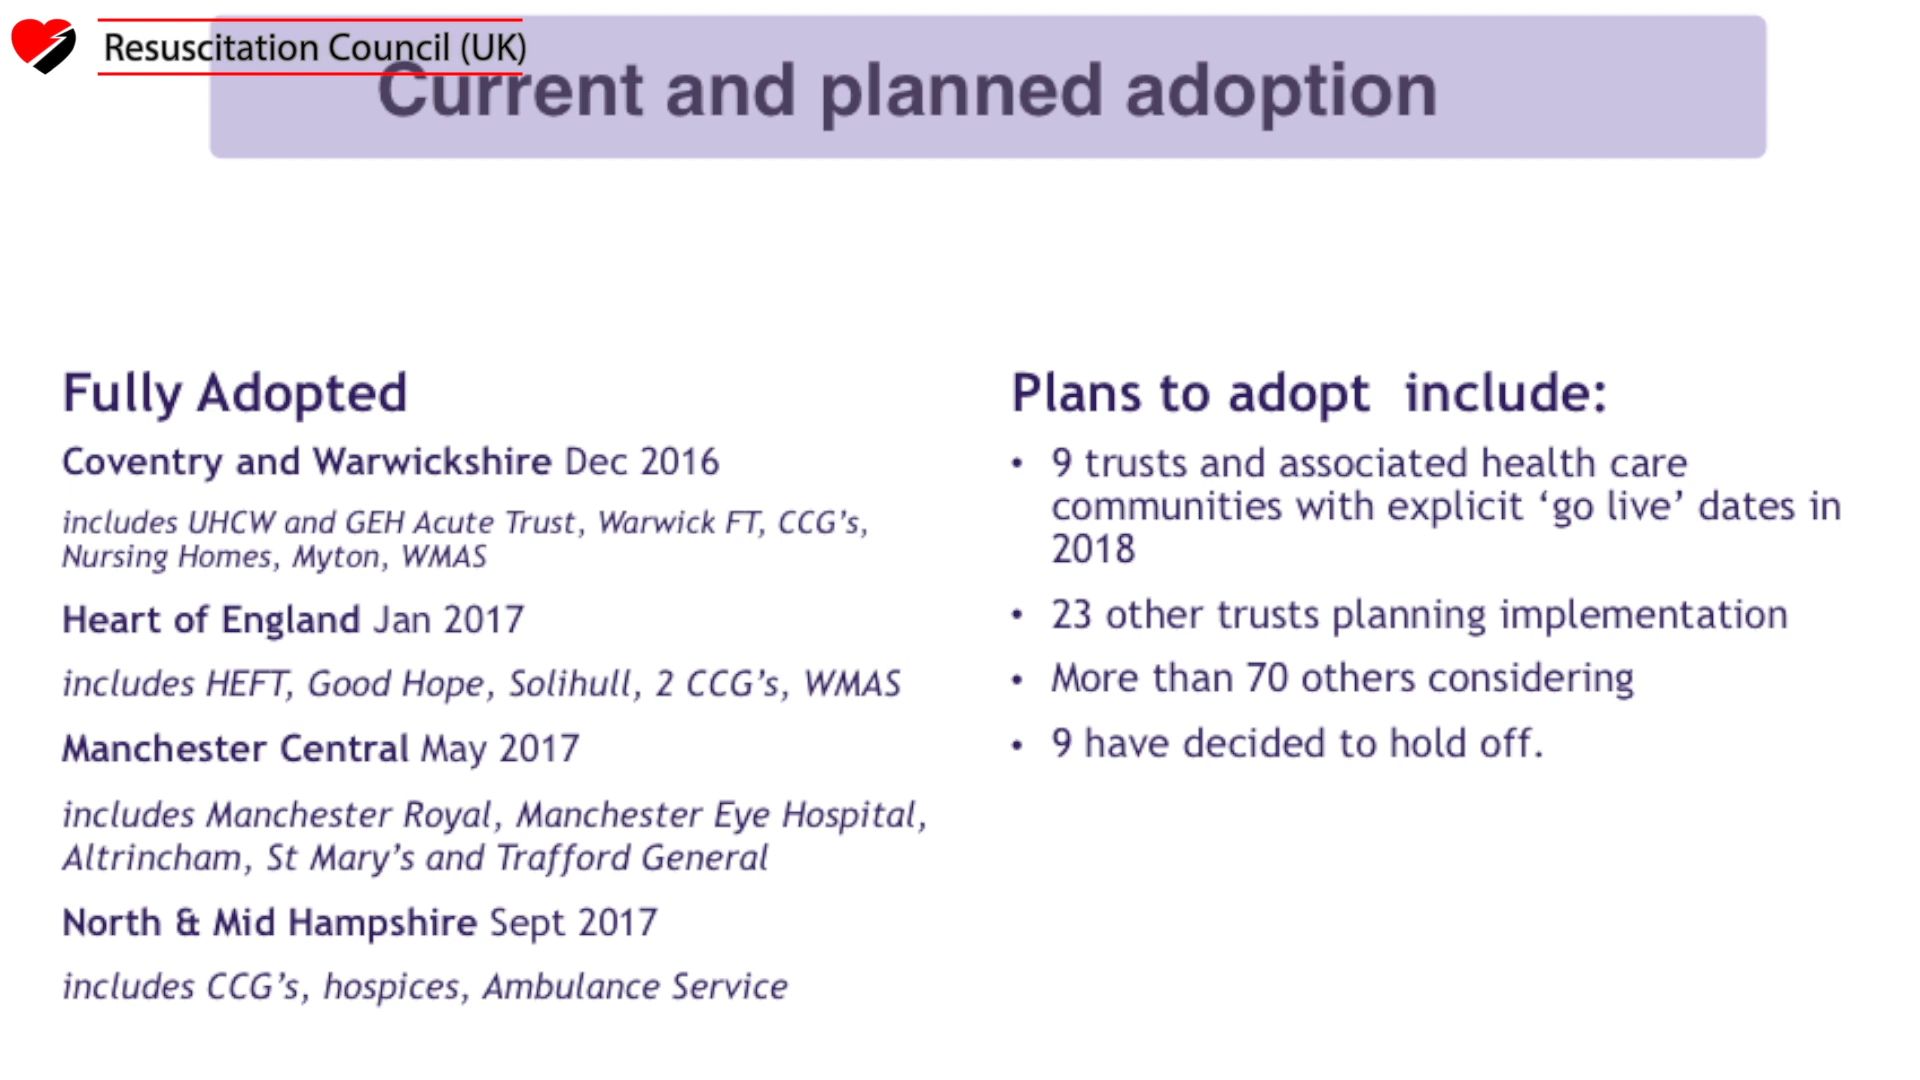 Resuscitation Council (UK)
Current and planned adoption
Fully Adopted
Coventry and Warwickshire Dec 2016
includes UHCW and GEH Acute Trust, Warwick FT, CCG’s,
Nursing Homes, Myton, WMAS
Heart of England Jan 2017
includes HEFT, Good Hope, Solihull, 2 CCG’s, WMAS
Manchester Central May 2017
includes Manchester Royal, Manchester Eye Hospital,
Altrincham, St Mary’s and Trafford General
North & Mid Hampshire Sept 2017
includes CCG’s, hospices, Ambulance Service
Plans to adopt include:
• 9 trusts and associated health care
communities with explicit ‘go live’ dates in
2018
• 23 other trusts planning implementation
• More than 70 others considering
• 9 have decided to hold off.